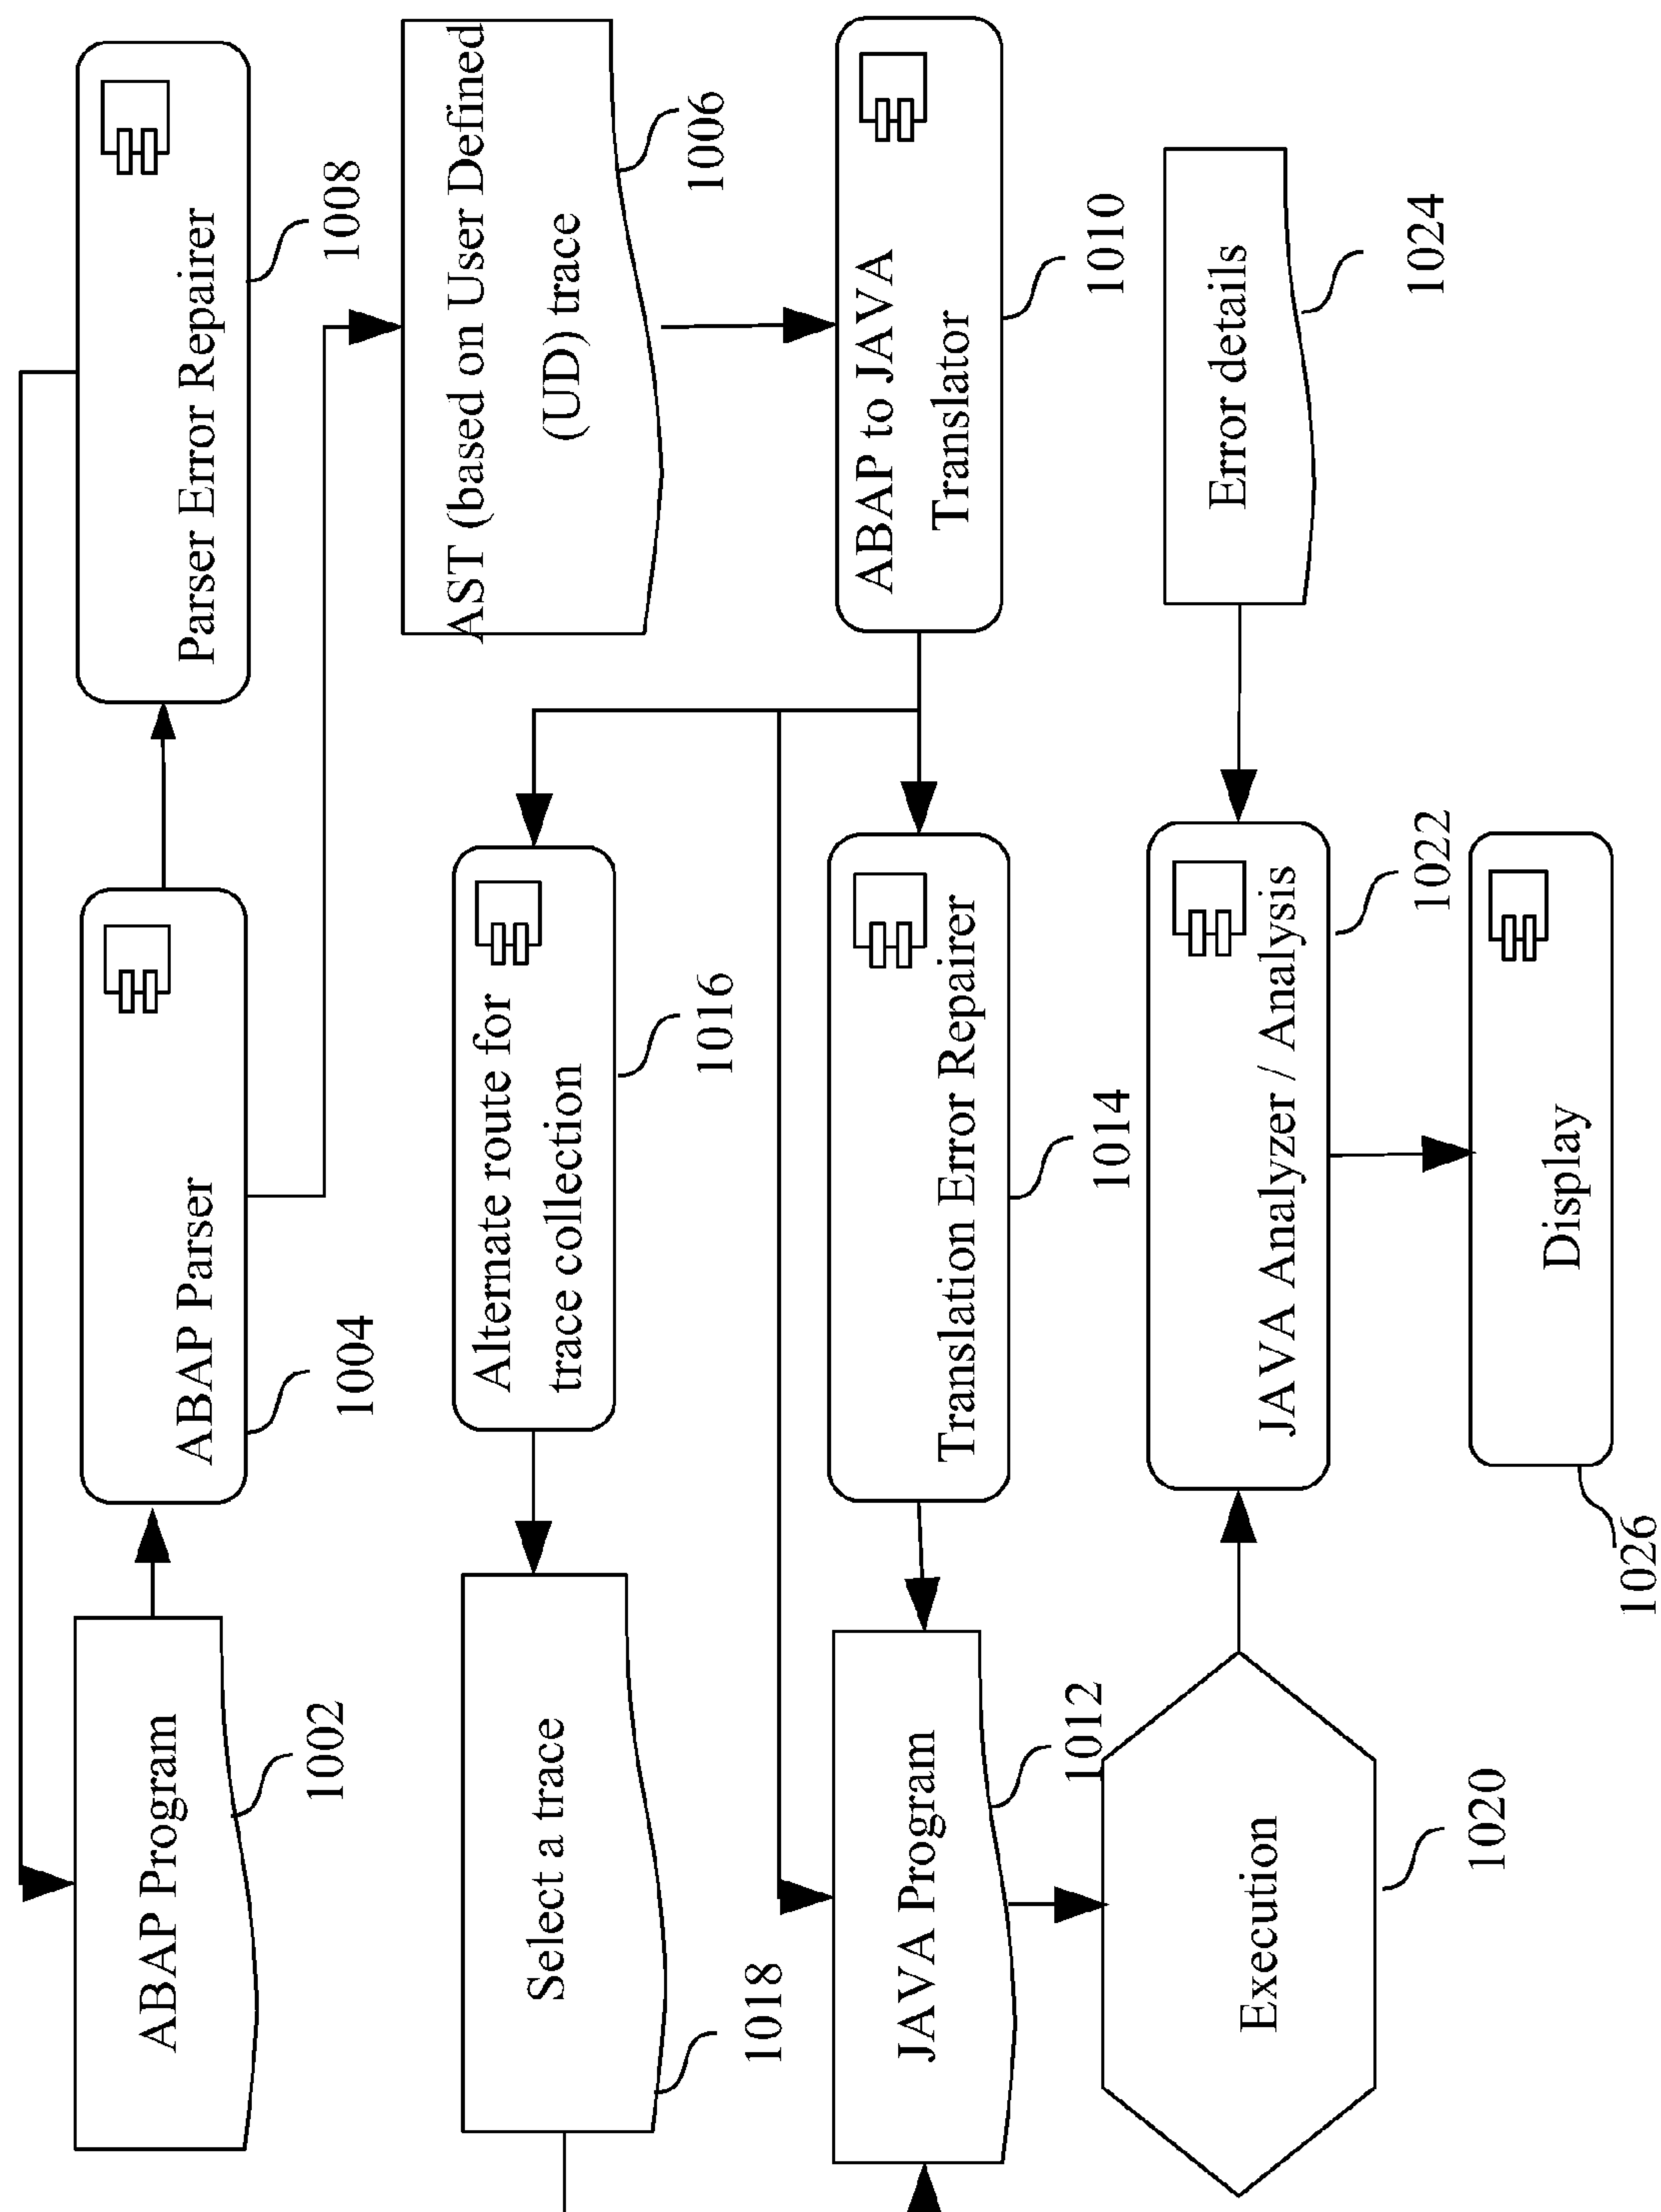 ABAP Program
1002
ABAP Parser
1004
Parser Error Repairer
1008
Select a trace
1018
Alternate route for
trace collection
1016
AST (based on User Defined
(UD) trace
1006
JAVA Program
1012
Translation Error Repairer
1014
ABAP to JAVA
Translator
1010
Execution
1020
JAVA Analyzer / Analysis
1022
Error details
1024
Display
1026